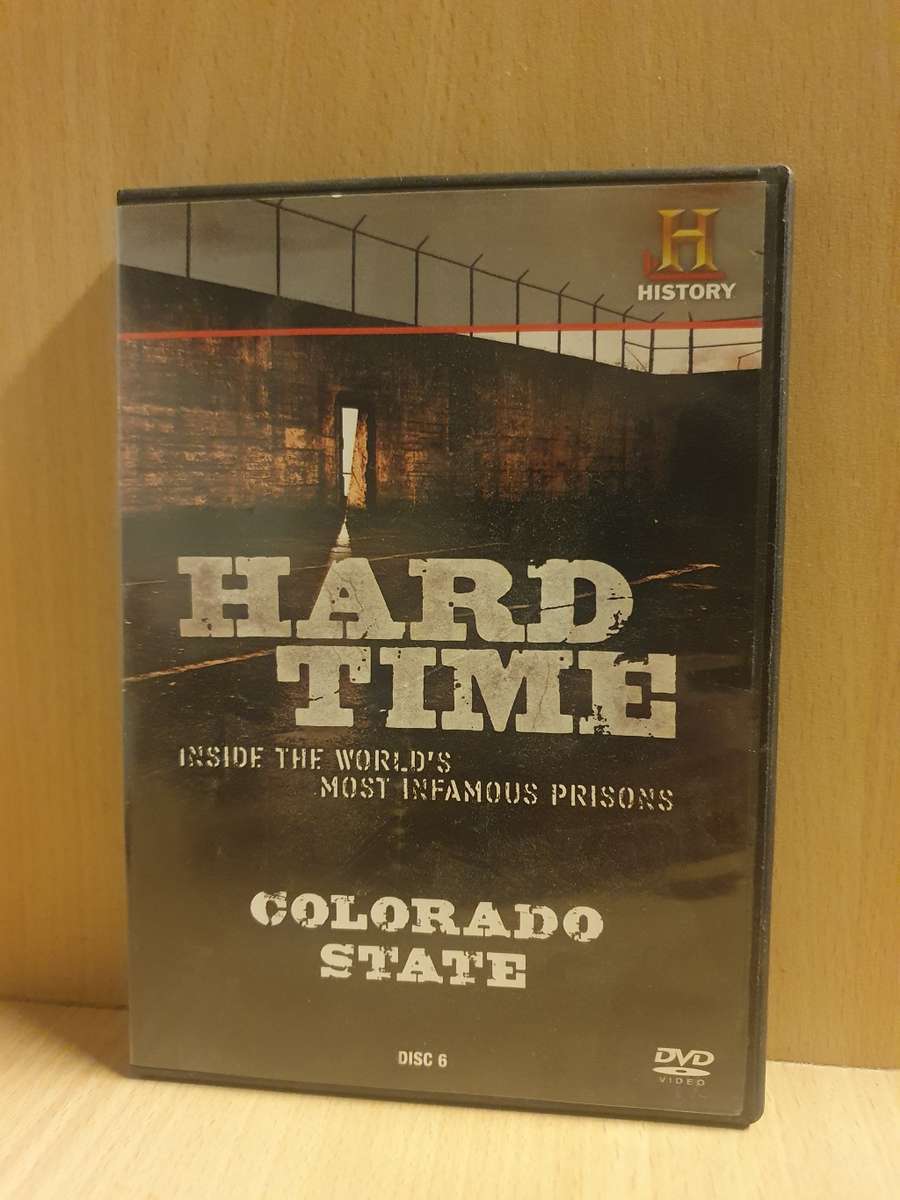 H
HISTORY
HARD
TIME
INSIDE THE WORLD'S
MOST INFAMOUS PRISONS
COLORADO
STATE
DISC 6
DVD
VIDEO